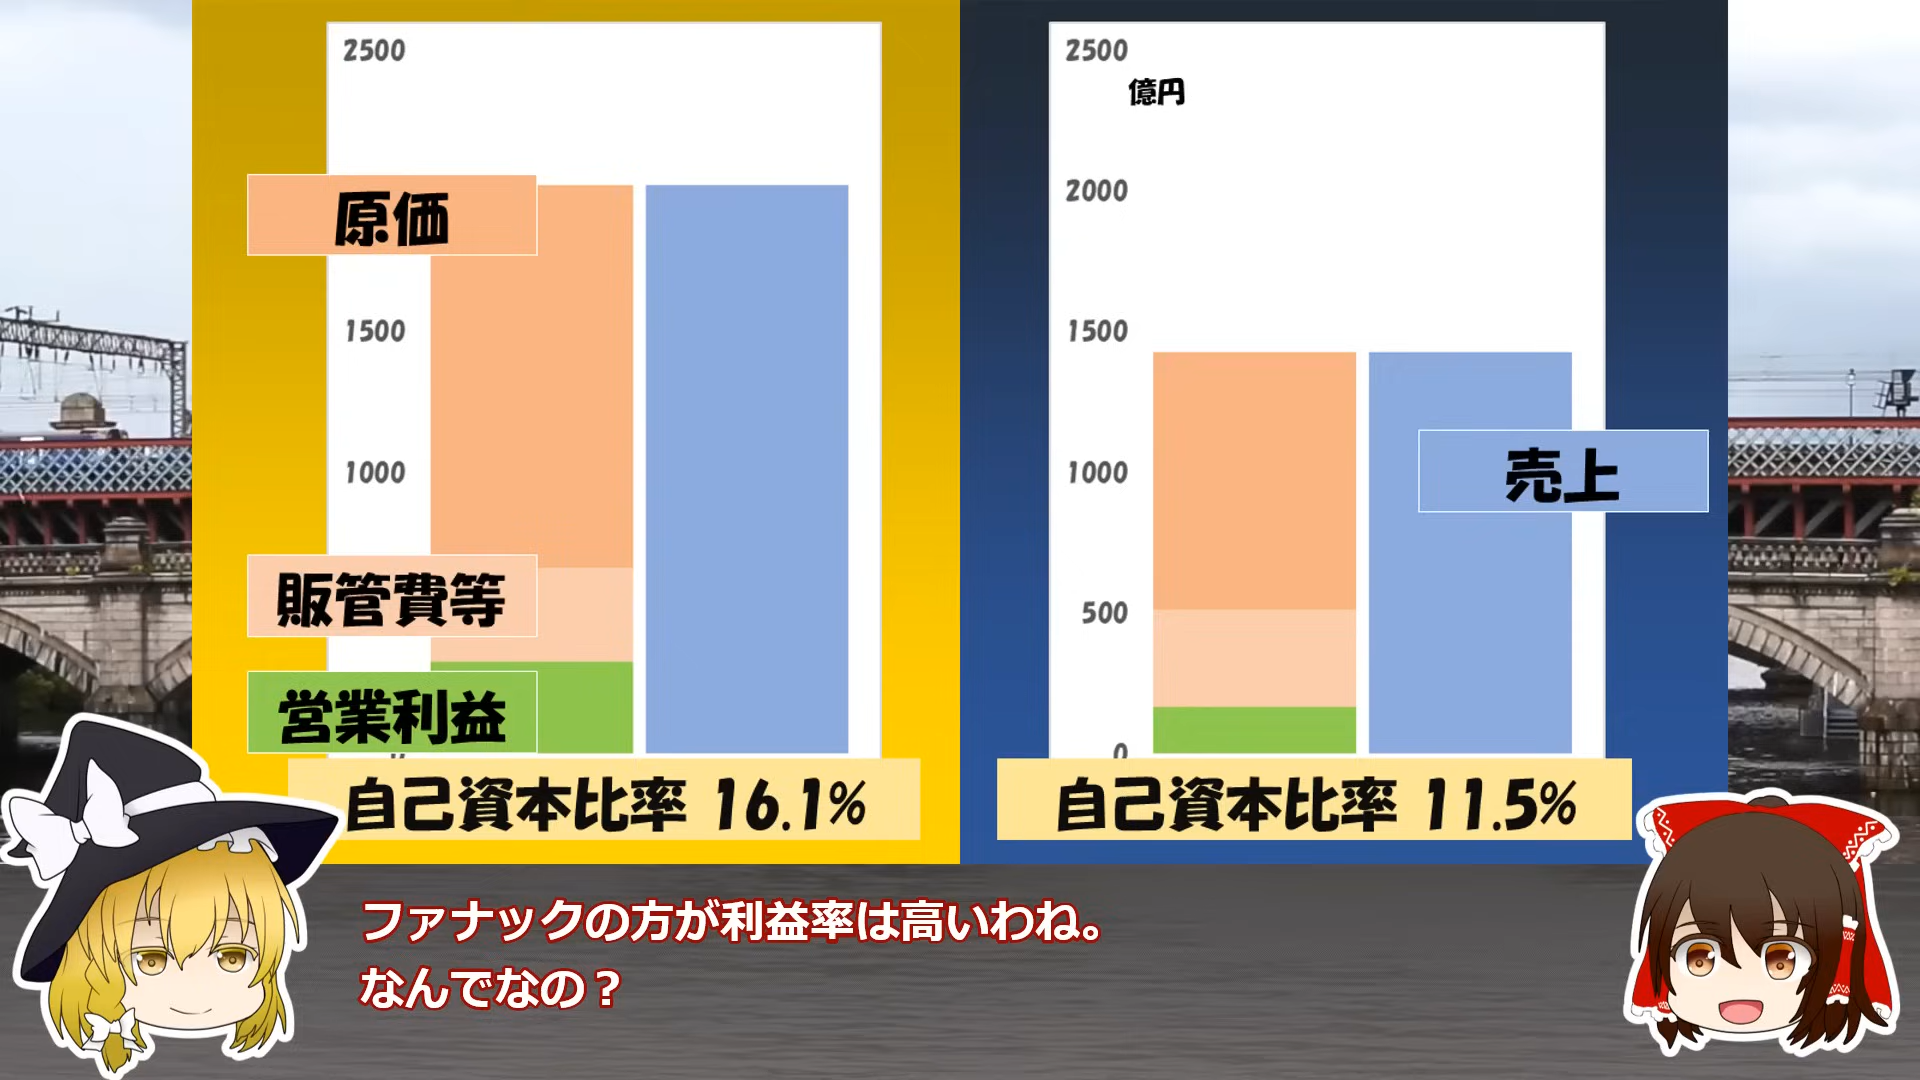 2500
原価
1500
1000
販管費等
営業利益
自己資本比率 16.1%
2500
億円
2000
1500
1000
売上
500
0
自己資本比率 11.5%
ファナックの方が利益率は高いわね。
なんでなの？